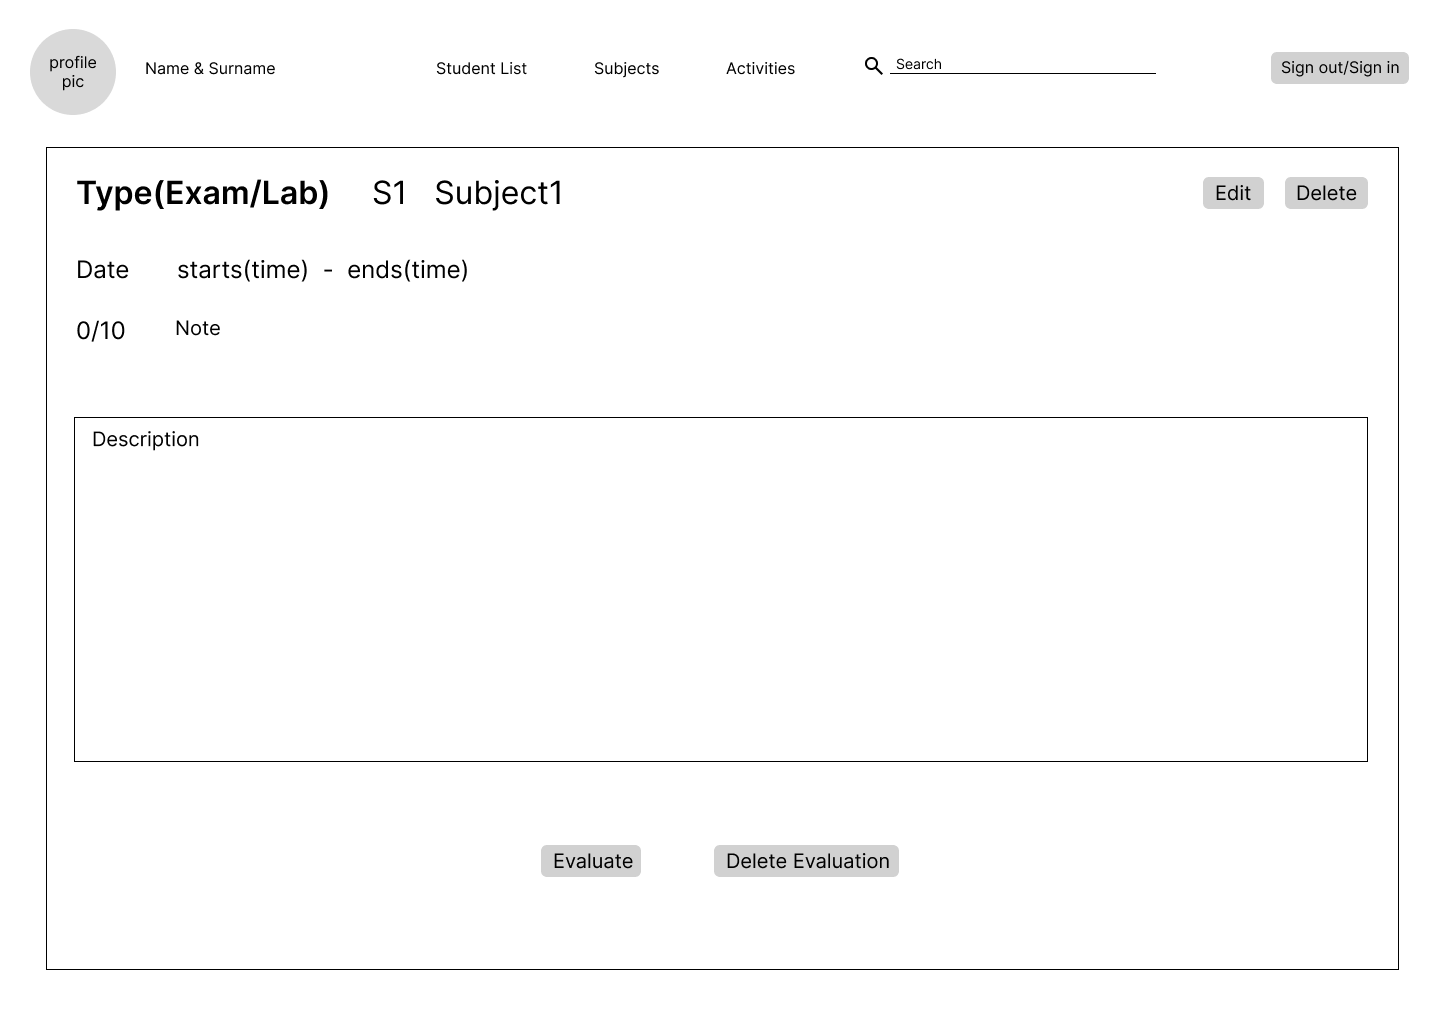 profile
pic
Name & Surname
Student List
Subjects
Activities
Search
Sign out/Sign in
Type(Exam/Lab) S1 Subject1
Edit
Delete
Date starts(time) - ends(time)
0/10 Note
Description
Evaluate
Delete Evaluation